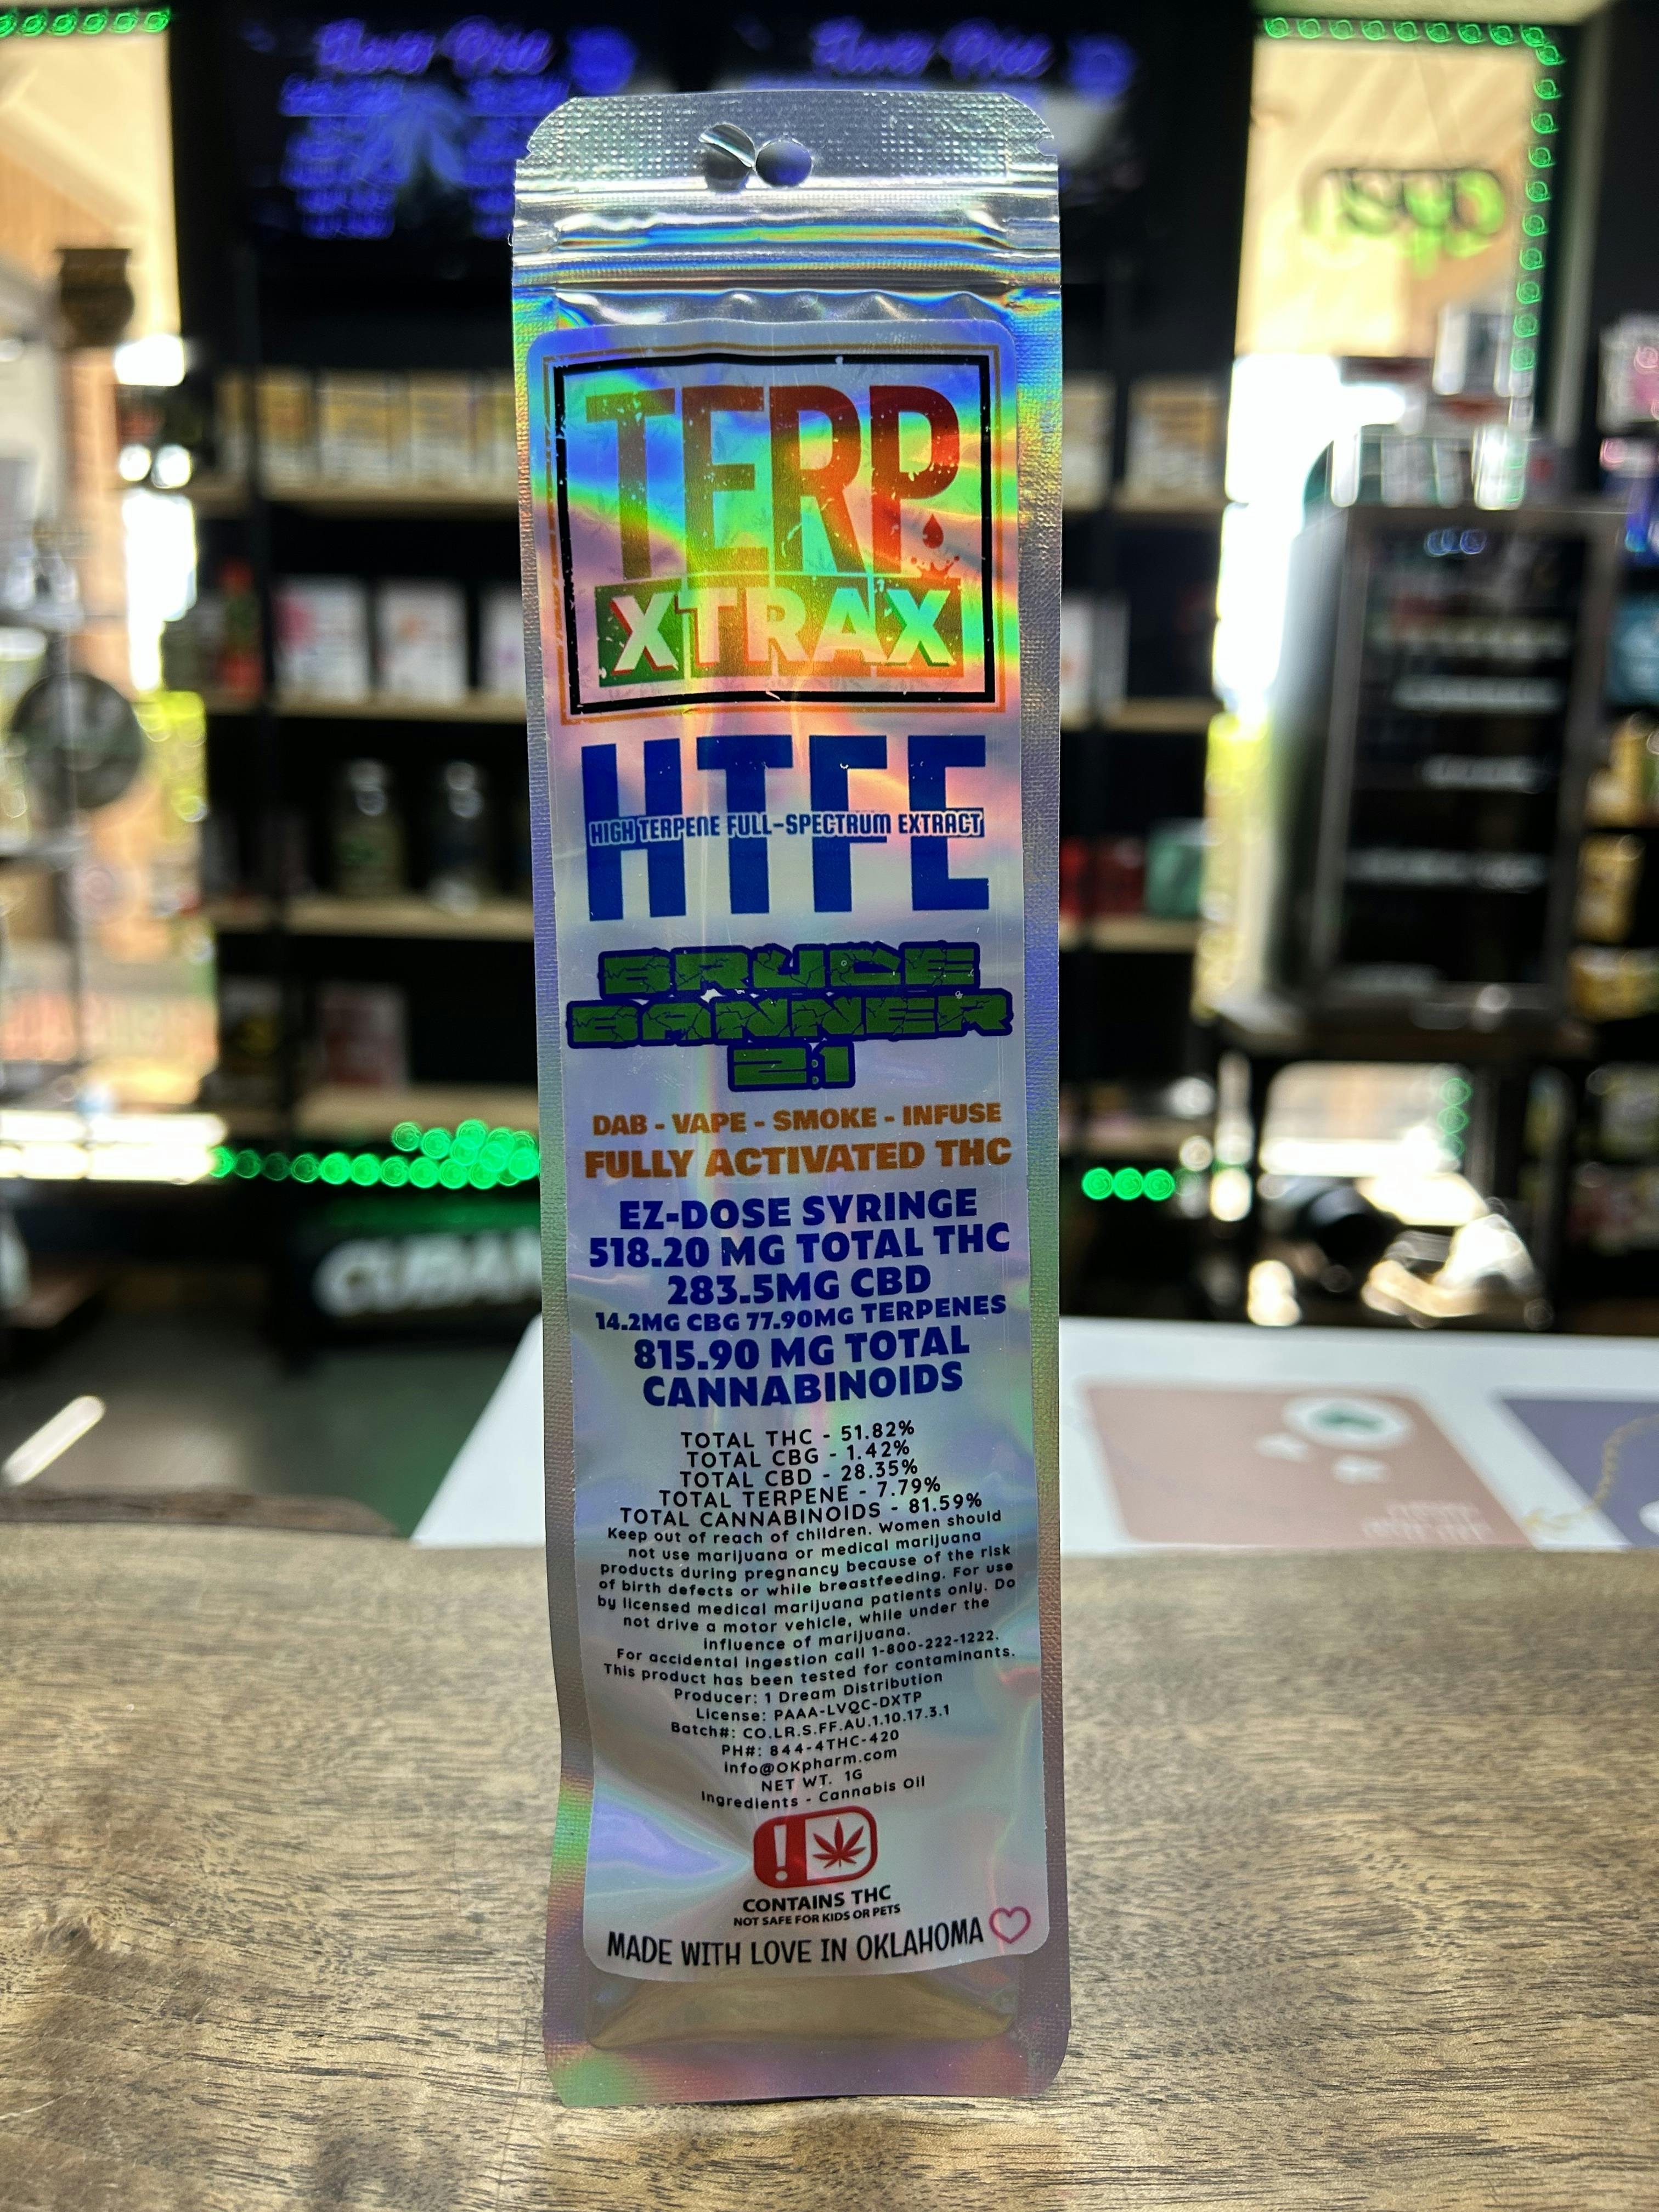 TERP
XTRAX
HTFE
HIGH TERPENE FULL-SPECTRUM EXTRACT
BRUCE
BANNER
2:1
DAB - VAPE - SMOKE - INFUSE
FULLY ACTIVATED THC
EZ-DOSE SYRINGE
518.20 MG TOTAL THC
283.5MG CBD
14.2MG CBG 77.90MG TERPENES
815.90 MG TOTAL
CANNABINOIDS
TOTAL THC - 51.82%
TOTAL CBG - 1.42%
TOTAL CBD - 28.35%
TOTAL TERPENE - 7.79%
TOTAL CANNABINOIDS - 81.59%
Keep out of reach of children. Women should
not use marijuana or medical marijuana
products during pregnancy because of the risk
of birth defects or while breastfeeding. For use
by licensed medical marijuana patients only. Do
not drive a motor vehicle, while under the
influence of marijuana.
For accidental ingestion call 1-800-222-1222.
This product has been tested for contaminants.
Producer: 1 Dream Distribution
License: PAAA-LVQC-DXTP
Batch#: CO.LR.S.FF.AU.1.10.17.3.1
PH#: 844-4THC-420
info@OKpharm.com
NET WT. 1G
Ingredients - Cannabis Oil
!
CONTAINS THC
NOT SAFE FOR KIDS OR PETS
MADE WITH LOVE IN OKLAHOMA
CUBAN